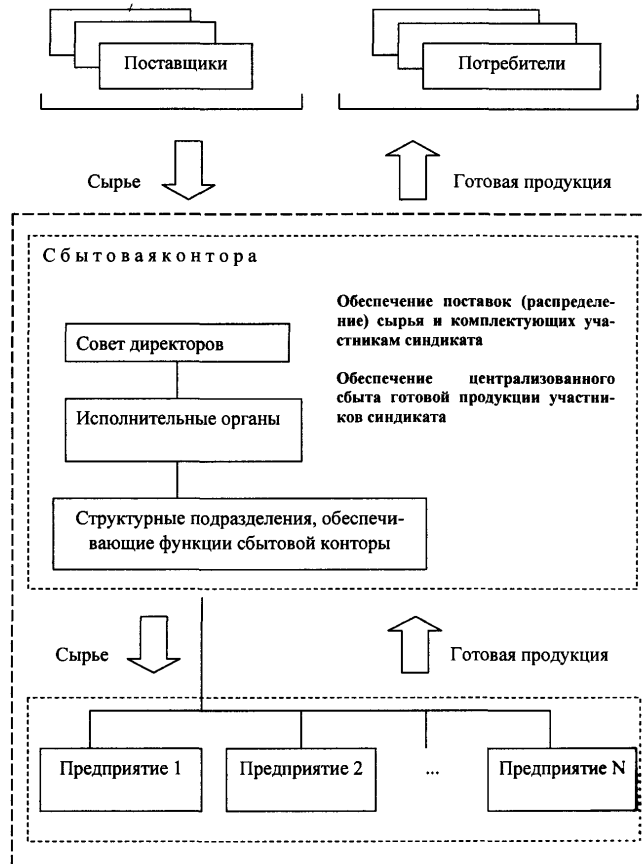 Поставщики
Потребители
Сырье
Готовая продукция
С б ы т о в а я к о н т о р а
Обеспечение поставок (распределе-
ние) сырья и комплектующих уча-
стникам синдиката
Обеспечение централизованного
сбыта готовой продукции участни-
ков синдиката
Совет директоров
Исполнительные органы
Структурные подразделения, обеспечи-
вающие функции сбытовой конторы
Сырье
Готовая продукция
Предприятие 1
Предприятие 2
...
Предприятие N